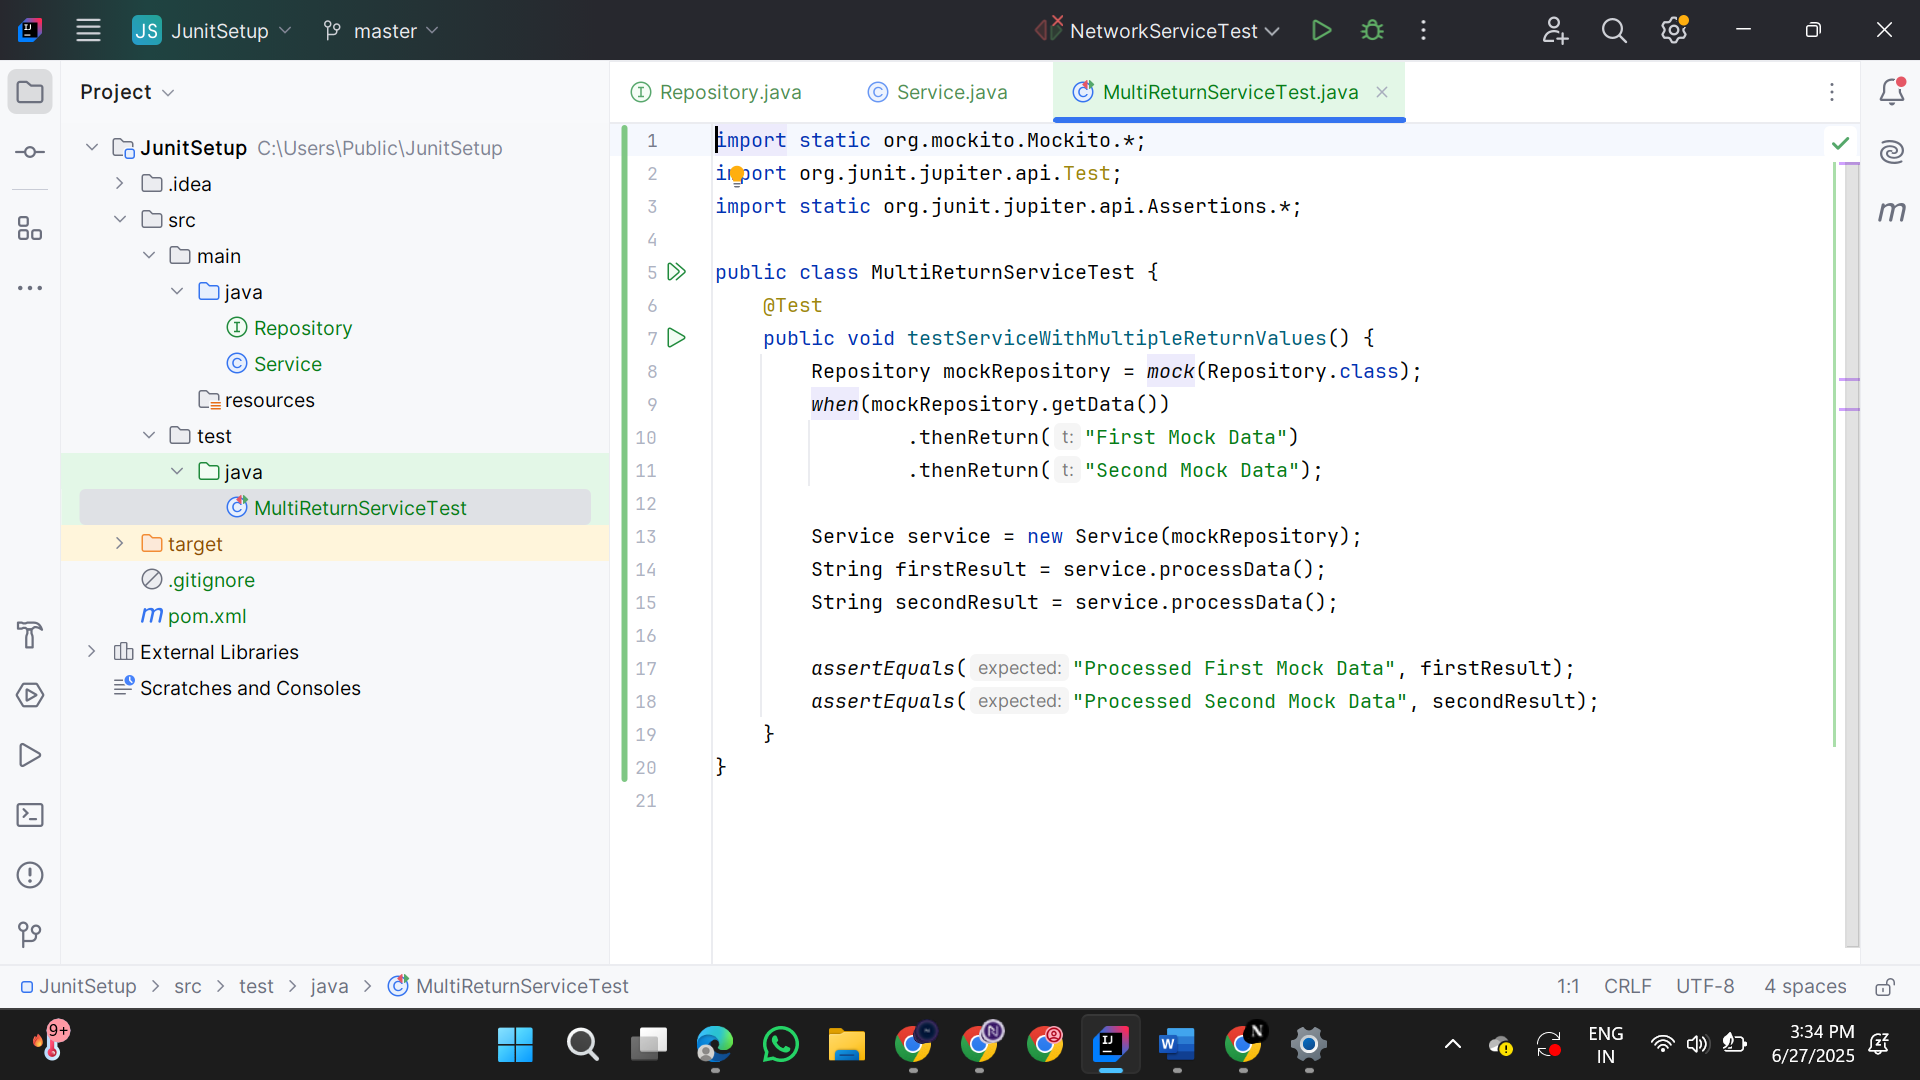 JS JunitSetup master NetworkServiceTest
Project
Repository.java Service.java MultiReturnServiceTest.java
JunitSetup C:\Users\Public\JunitSetup
.idea
src
main
java
Repository
Service
resources
test
java
MultiReturnServiceTest
target
.gitignore
m pom.xml
External Libraries
Scratches and Consoles
1 import static org.mockito.Mockito.*;
2 import org.junit.jupiter.api.Test;
3 import static org.junit.jupiter.api.Assertions.*;
4
5 public class MultiReturnServiceTest {
6 @Test
7 public void testServiceWithMultipleReturnValues() {
8 Repository mockRepository = mock(Repository.class);
9 when(mockRepository.getData())
10 .thenReturn( t: "First Mock Data")
11 .thenReturn( t: "Second Mock Data");
12
13 Service service = new Service(mockRepository);
14 String firstResult = service.processData();
15 String secondResult = service.processData();
16
17 assertEquals( expected: "Processed First Mock Data", firstResult);
18 assertEquals( expected: "Processed Second Mock Data", secondResult);
19 }
20 }
21
m
JunitSetup > src > test > java > MultiReturnServiceTest
1:1 CRLF UTF-8 4 spaces
9+
ENG
IN
3:34 PM
6/27/2025